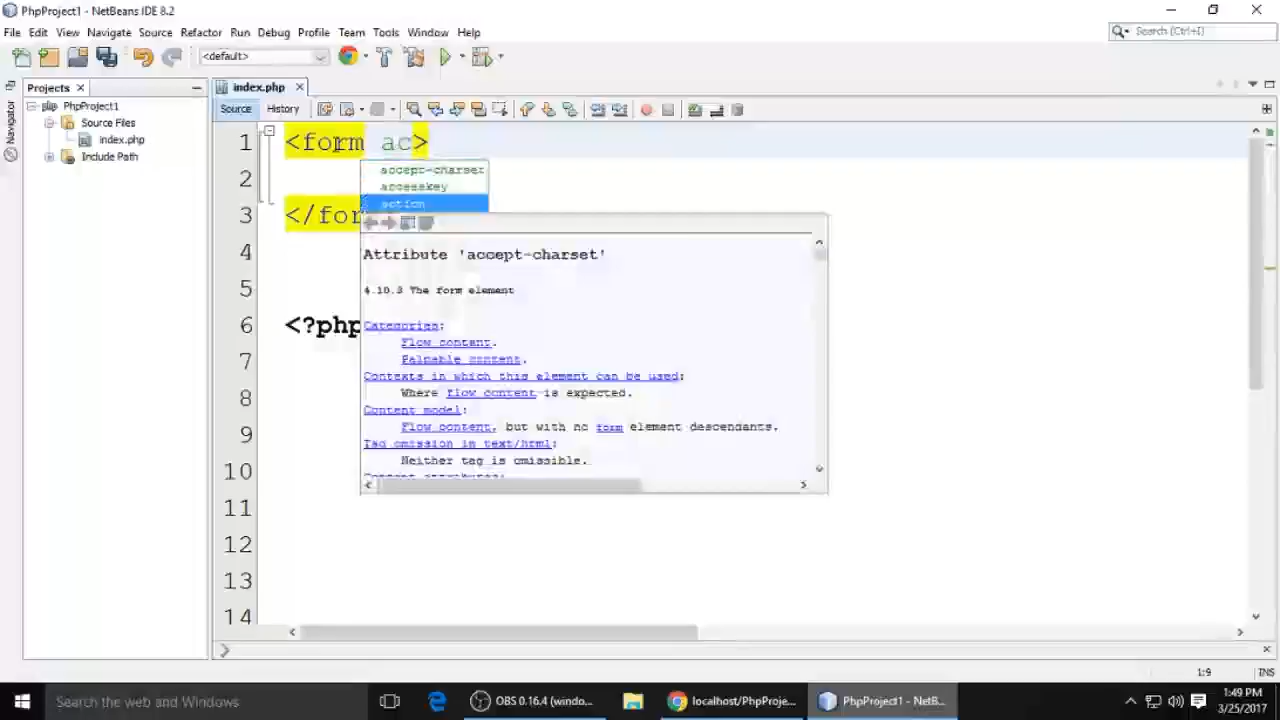 PhpProject1 - NetBeans IDE 8.2
File Edit View Navigate Source Refactor Run Debug Profile Team Tools Window Help
Search (Ctrl+I)
<default>
Projects
index.php
Navigator
PhpProject1
Source Files
index.php
Include Path
Source History
1 <form ac>
accept-charset
accesskey
action
2
3 </for
4
5
6 <?php
7
8
9
10
11
12
13
14
Attribute 'accept-charset'
4.10.3 The form element
Categories:
Flow content.
Palpable content.
Contexts in which this element can be used:
Where flow content is expected.
Content model:
Flow content, but with no form element descendants.
Tag omission in text/html:
Neither tag is omissible.
Content attributes:
1:9 INS
Search the web and Windows
OBS 0.16.4 (windo...
localhost/PhpProje...
PhpProject1 - NetB...
1:49 PM
3/25/2017